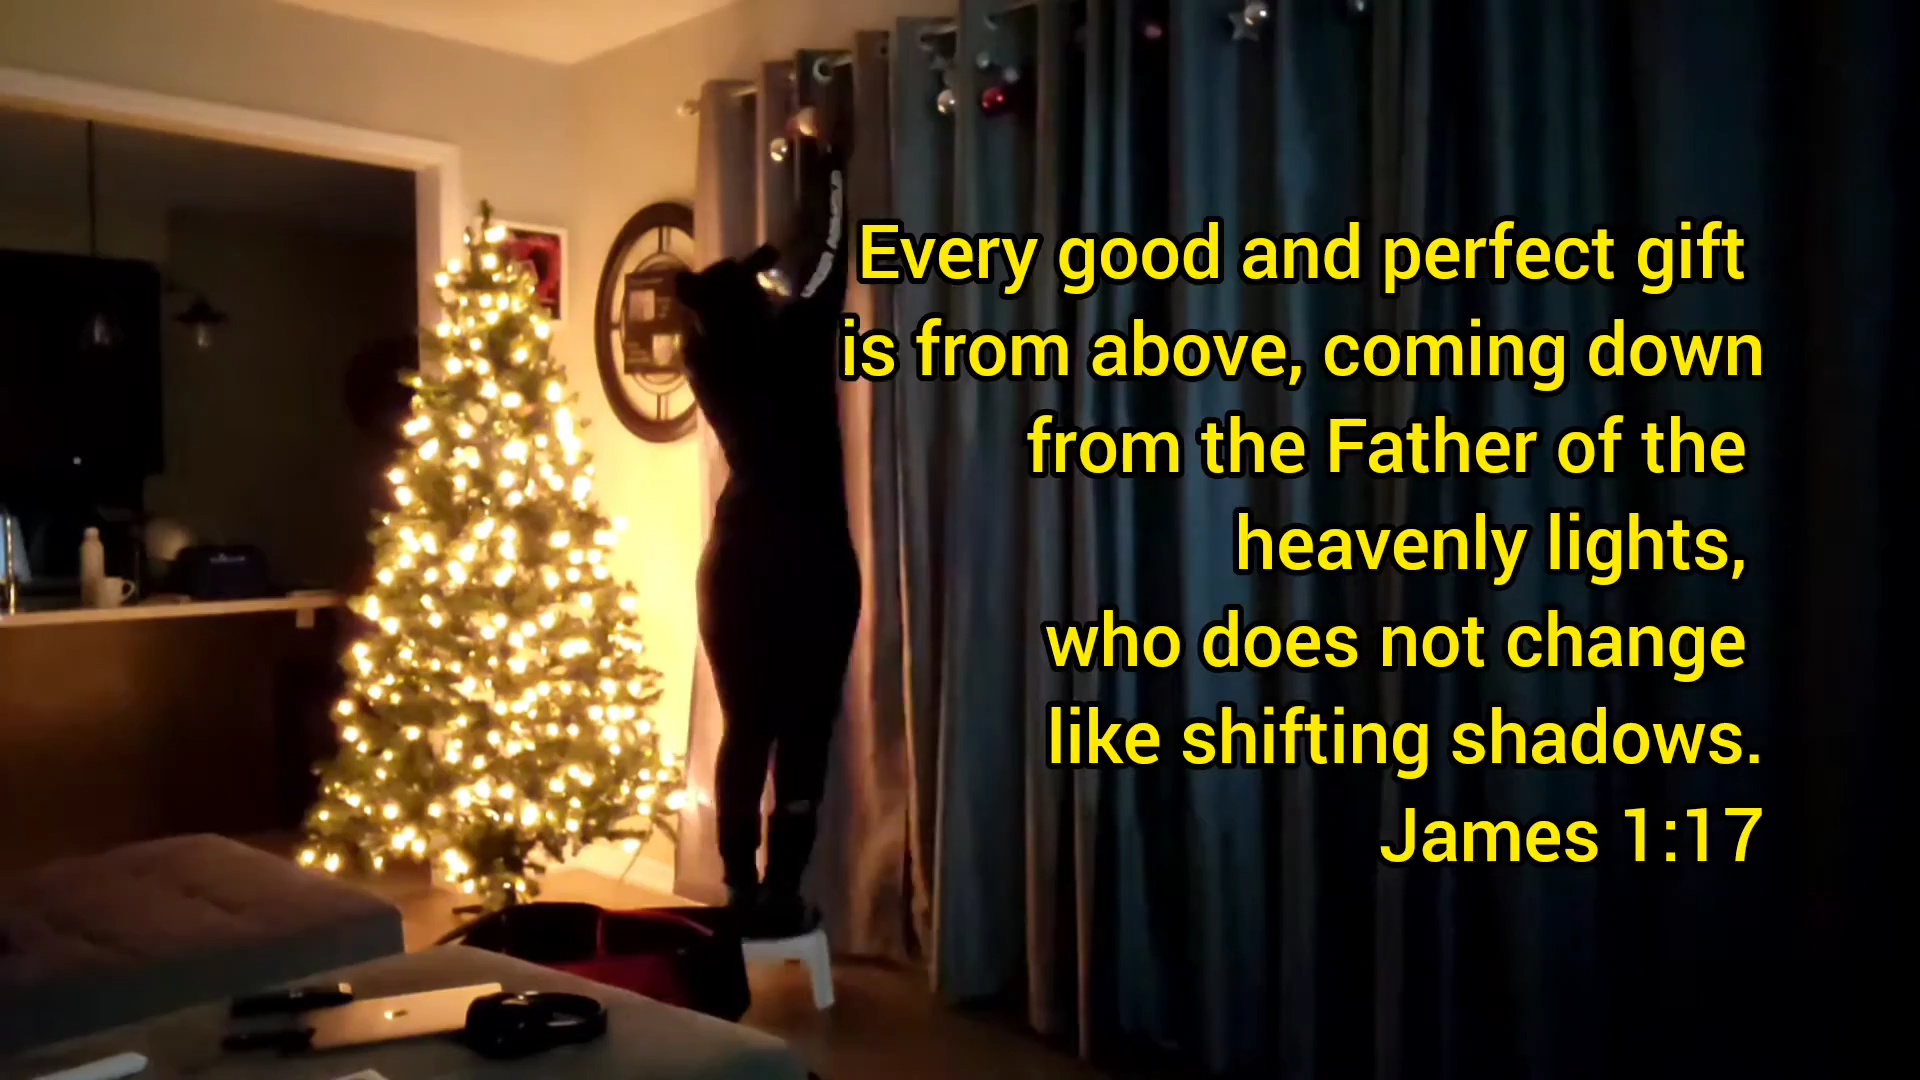 Every good and perfect gift
is from above, coming down
from the Father of the
heavenly lights,
who does not change
like shifting shadows.
James 1:17